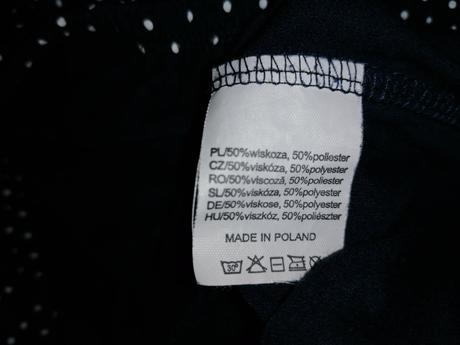 PL/50%wiskoza, 50%poliester
CZ/50%viskóza, 50%polyester
RO/50%viscoză, 50%poliester
SL/50%viskóza, 50%polyester
DE/50%viskose, 50%polyester
HU/50%viszkóz, 50%poliészter
MADE IN POLAND
30°